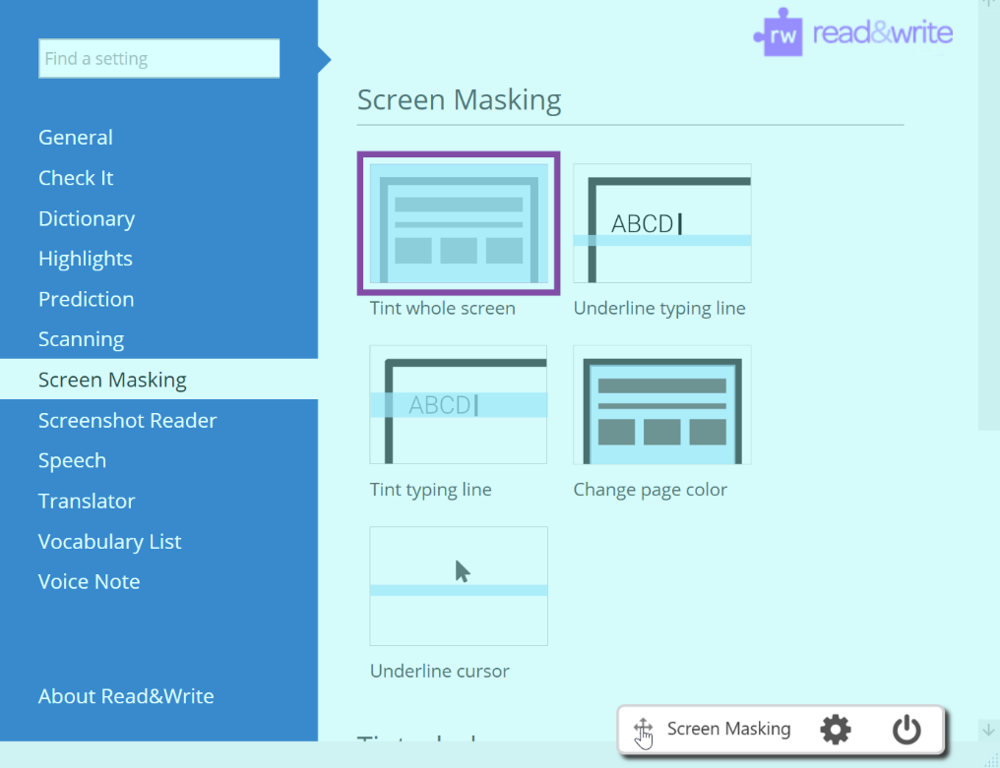 read&write
rw
Find a setting
General
Check It
Dictionary
Highlights
Prediction
Scanning
Screen Masking
Screenshot Reader
Speech
Translator
Vocabulary List
Voice Note
About Read&Write
Screen Masking
ABCD
Tint whole screen
Underline typing line
ABCD
Tint typing line
Change page color
Underline cursor
Screen Masking